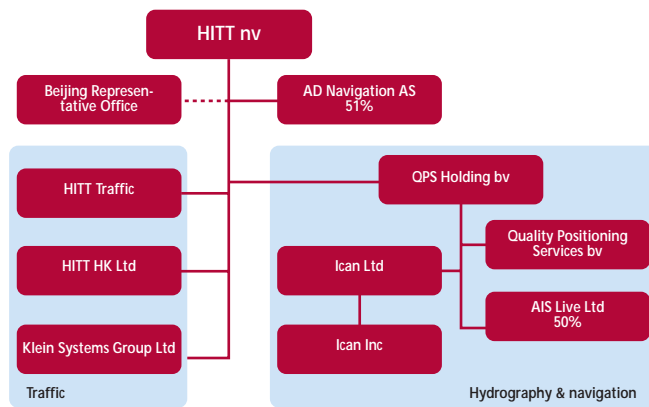 HITT nv
Beijing Represen-
tative Office
AD Navigation AS
51%
HITT Traffic
QPS Holding bv
Quality Positioning
Services bv
HITT HK Ltd
Ican Ltd
AIS Live Ltd
50%
Klein Systems Group Ltd
Ican Inc
Traffic
Hydrography & navigation